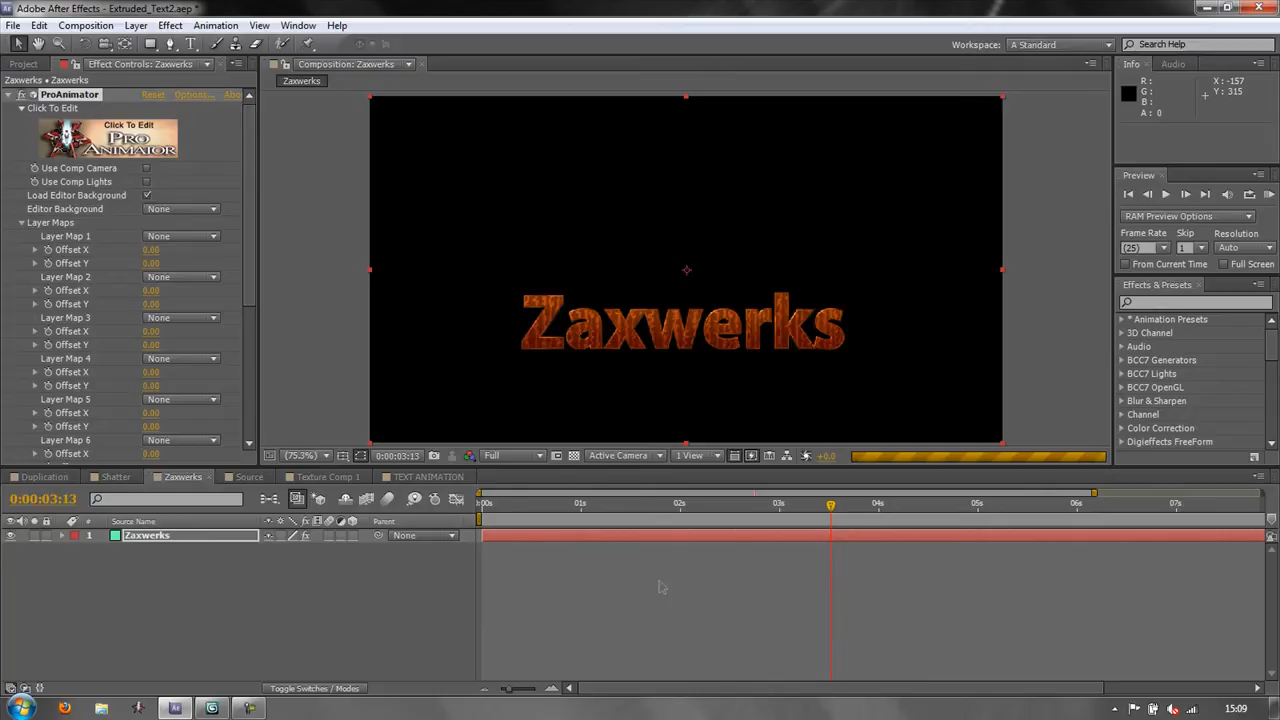 Adobe After Effects - Extruded_Text2.aep *
File Edit Composition Layer Effect Animation View Window Help
Workspace: A Standard Search Help
Project Effect Controls: Zaxwerks Composition: Zaxwerks Info Audio
Zaxwerks • Zaxwerks Zaxwerks
ProAnimator Reset Options... Abo
Click To Edit
Click To Edit
PRO
ANIMATOR
Use Comp Camera
Use Comp Lights
Load Editor Background
Editor Background None
Layer Maps
Layer Map 1 None
Offset X 0.00
Offset Y 0.00
Layer Map 2 None
Offset X 0.00
Offset Y 0.00
Layer Map 3 None
Offset X 0.00
Offset Y 0.00
Layer Map 4 None
Offset X 0.00
Offset Y 0.00
Layer Map 5 None
Offset X 0.00
Offset Y 0.00
Layer Map 6 None
Offset X 0.00
Zaxwerks
(75.3%) 0:00:03:13 Full Active Camera 1 View +0.0
R : X : -157
G : Y : 315
B :
A : 0
Preview
RAM Preview Options
Frame Rate Skip Resolution
(25) 1 Auto
From Current Time Full Screen
Effects & Presets
* Animation Presets
3D Channel
Audio
BCC7 Generators
BCC7 Lights
BCC7 OpenGL
Blur & Sharpen
Channel
Color Correction
Digieffects FreeForm
Duplication Shatter Zaxwerks Source Texture Comp 1 TEXT ANIMATION
0:00:03:13
:00s 01s 02s 03s 04s 05s 06s 07s
# Source Name fx Parent
1 Zaxwerks fx None
Toggle Switches / Modes
Ae 15:09